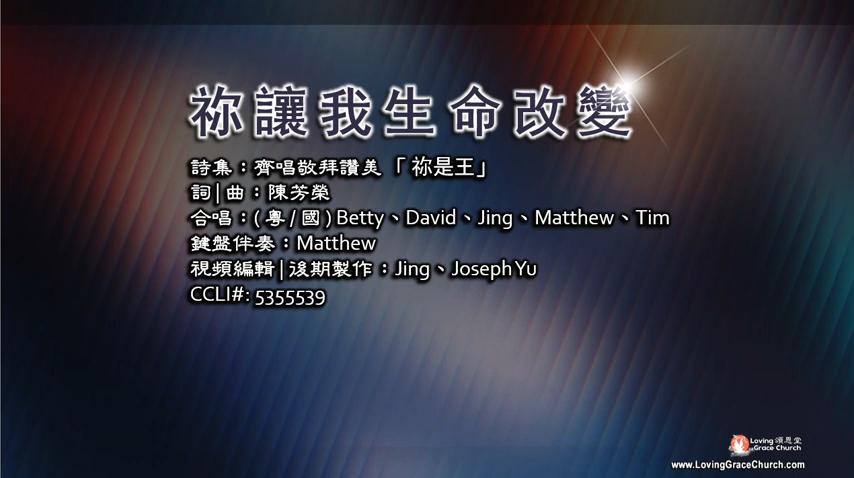 祢讓我生命改變
詩集：齊唱敬拜讚美「祢是王」
詞|曲：陳芳榮
合唱：(粵/國) Betty、David、Jing、Matthew、Tim
鍵盤伴奏：Matthew
視頻編輯|後期製作：Jing、Joseph Yu
CCLI#: 5355539
Loving 頌恩堂
Grace Church
www.LovingGraceChurch.com